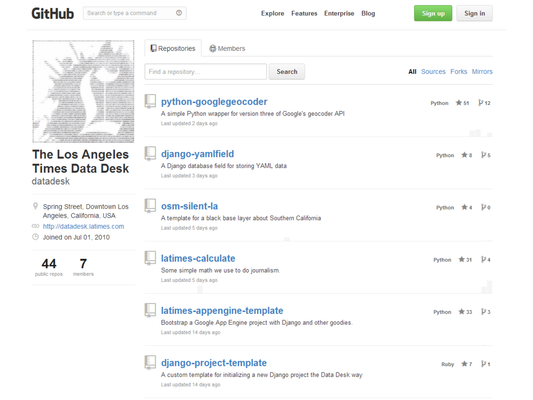 GitHub
Search or type a command
Explore Features Enterprise Blog
Sign up Sign in
Repositories Members
Find a repository... Search
All Sources Forks Mirrors
The Los Angeles
Times Data Desk
datadesk
Spring Street, Downtown Los
Angeles, California, USA
http://datadesk.latimes.com
Joined on Jul 01, 2010
44 7
public repos members
python-googlegeocoder
Python 51 12
A simple Python wrapper for version three of Google's geocoder API
Last updated 2 days ago
django-yamlfield
Python 8 5
A Django database field for storing YAML data
Last updated 3 days ago
osm-silent-la
Python 4 0
A template for a black base layer about Southern California
Last updated 5 days ago
latimes-calculate
Python 31 4
Some simple math we use to do journalism.
Last updated 5 days ago
latimes-appengine-template
Python 33 3
Bootstrap a Google App Engine project with Django and other goodies.
Last updated 14 days ago
django-project-template
Ruby 7 1
A custom template for initializing a new Django project the Data Desk way
Last updated 14 days ago